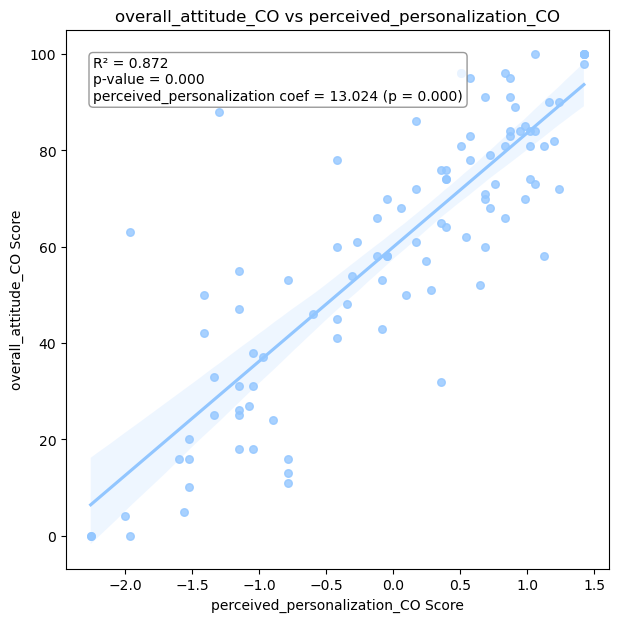 overall_attitude_CO vs perceived_personalization_CO
R² = 0.872
p-value = 0.000
perceived_personalization coef = 13.024 (p = 0.000)
100
80
60
40
20
0
overall_attitude_CO Score
−2.0 −1.5 −1.0 −0.5 0.0 0.5 1.0 1.5
perceived_personalization_CO Score